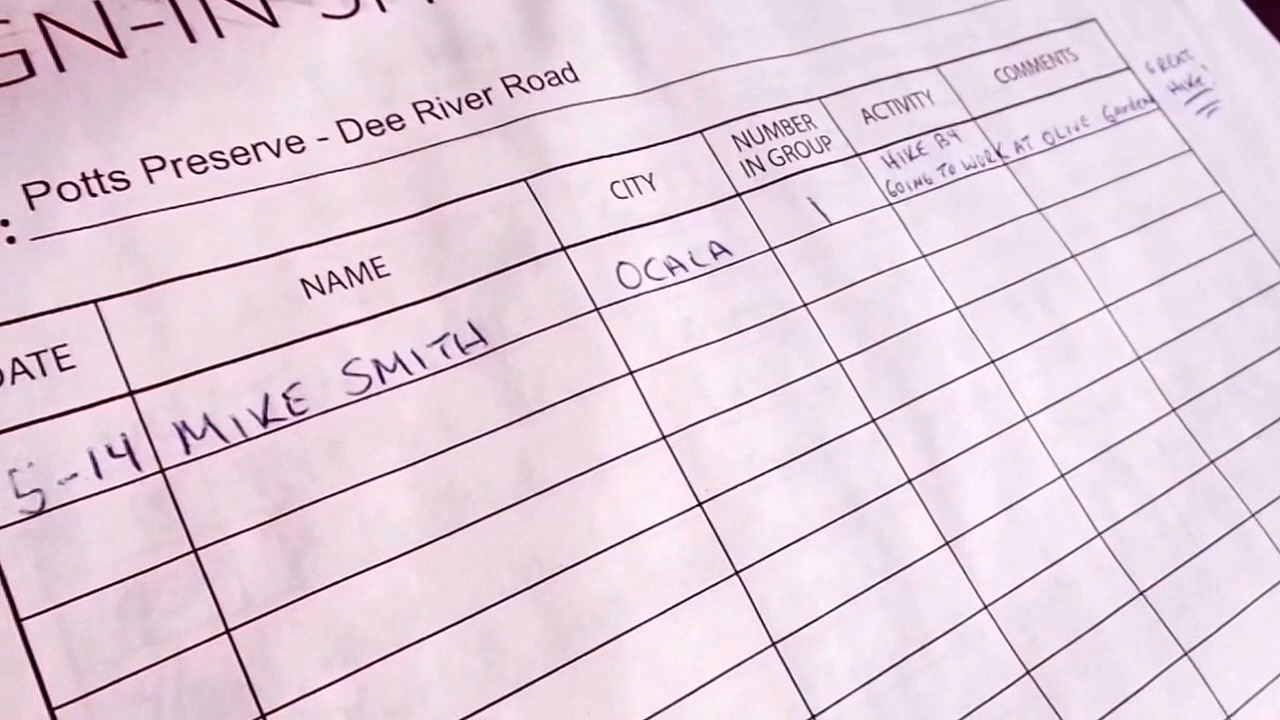 GN-IN SH
: Potts Preserve - Dee River Road
DATE NAME CITY NUMBER IN GROUP ACTIVITY COMMENTS
5-14 MIKE SMITH OCALA 1 HIKE BY
GOING TO WORK AT OLIVE Garden
GREAT
HIKE